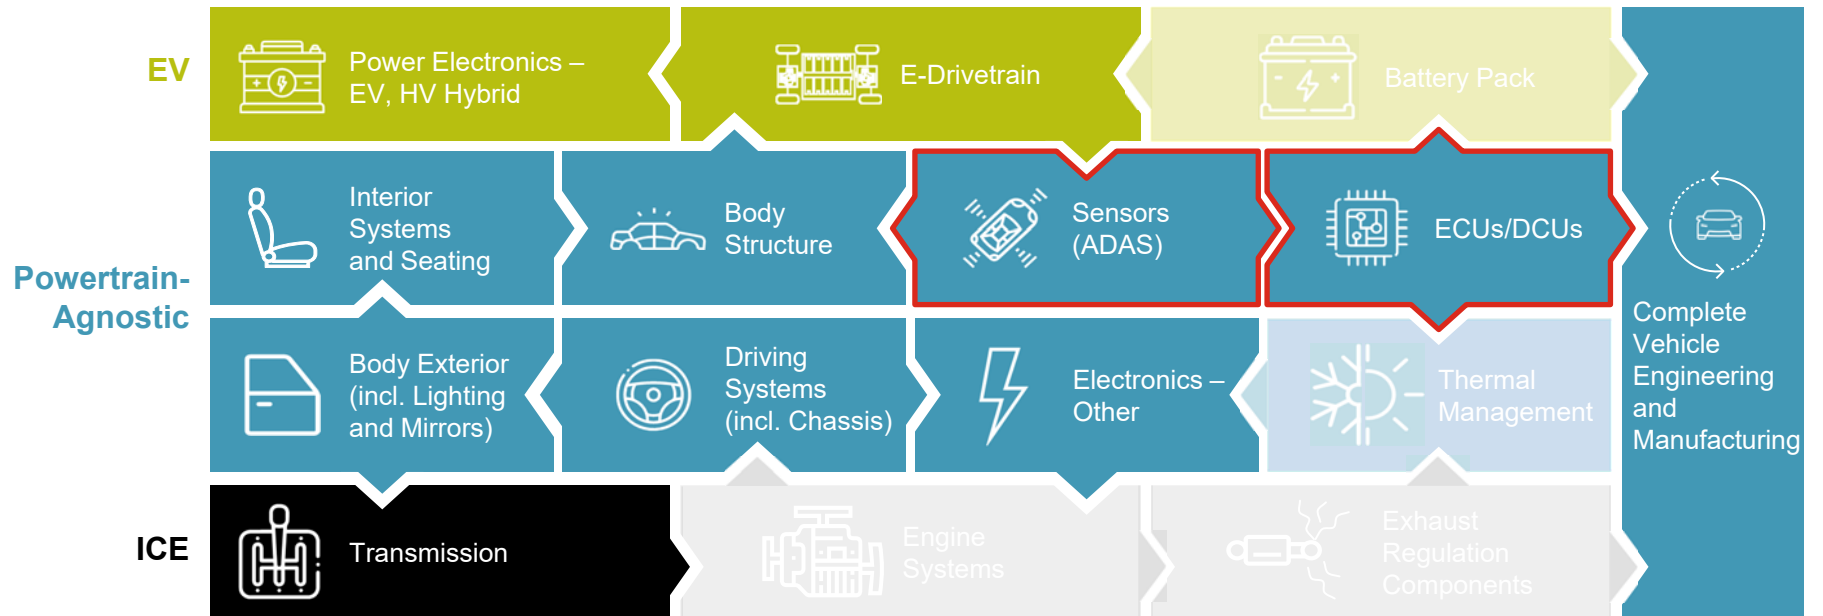 EV
Power Electronics –
EV, HV Hybrid
E-Drivetrain
Battery Pack
Powertrain-
Agnostic
Interior
Systems
and Seating
Body
Structure
Sensors
(ADAS)
ECUs/DCUs
Body Exterior
(incl. Lighting
and Mirrors)
Driving
Systems
(incl. Chassis)
Electronics –
Other
Thermal
Management
ICE
Transmission
Engine
Systems
Exhaust
Regulation
Components
Complete
Vehicle
Engineering
and
Manufacturing